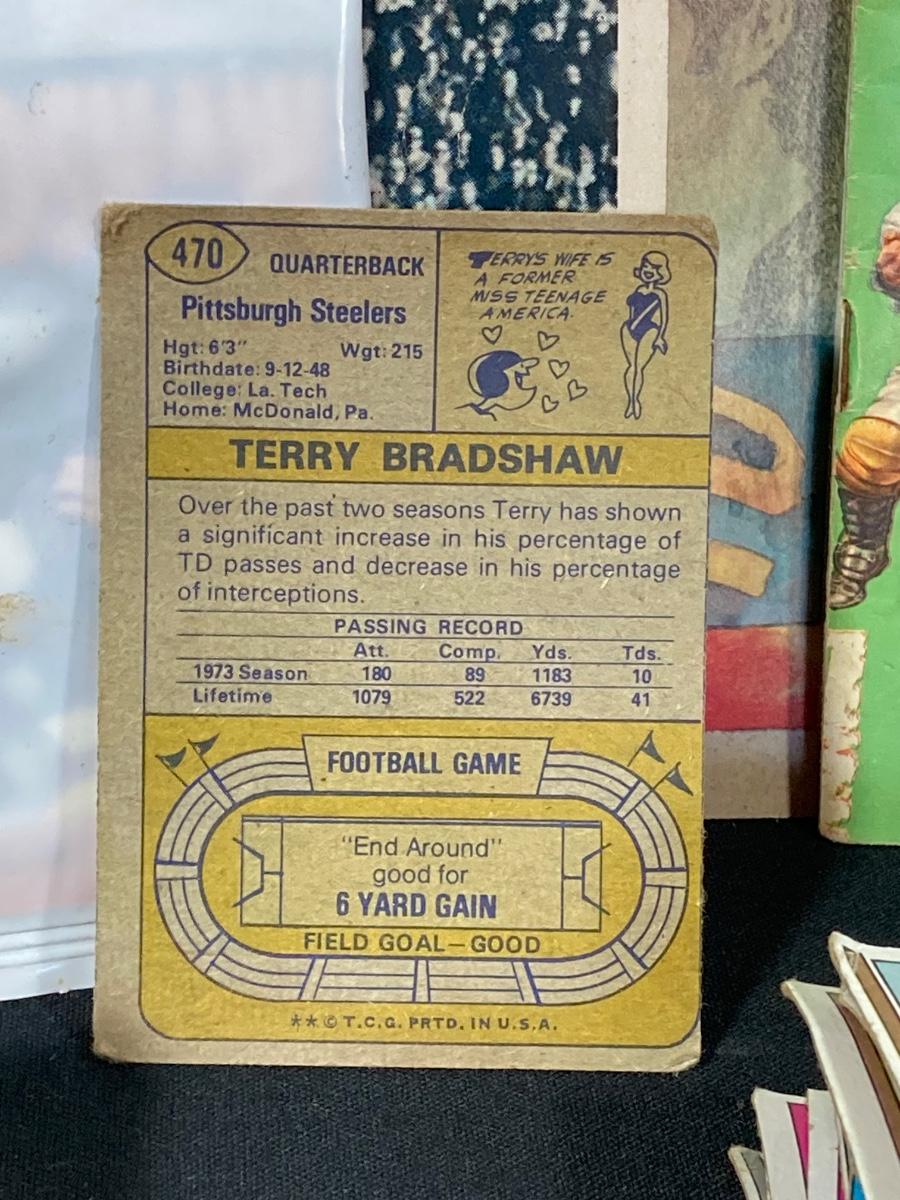 470
QUARTERBACK
Pittsburgh Steelers
Hgt: 6'3" Wgt: 215
Birthdate: 9-12-48
College: La. Tech
Home: McDonald, Pa.
TERRY'S WIFE IS
A FORMER
MISS TEENAGE
AMERICA.
TERRY BRADSHAW
Over the past two seasons Terry has shown
a significant increase in his percentage of
TD passes and decrease in his percentage
of interceptions.
PASSING RECORD
Att. Comp. Yds. Tds.
1973 Season 180 89 1183 10
Lifetime 1079 522 6739 41
FOOTBALL GAME
"End Around"
good for
6 YARD GAIN
FIELD GOAL—GOOD
** © T.C.G. PRTD. IN U.S.A.